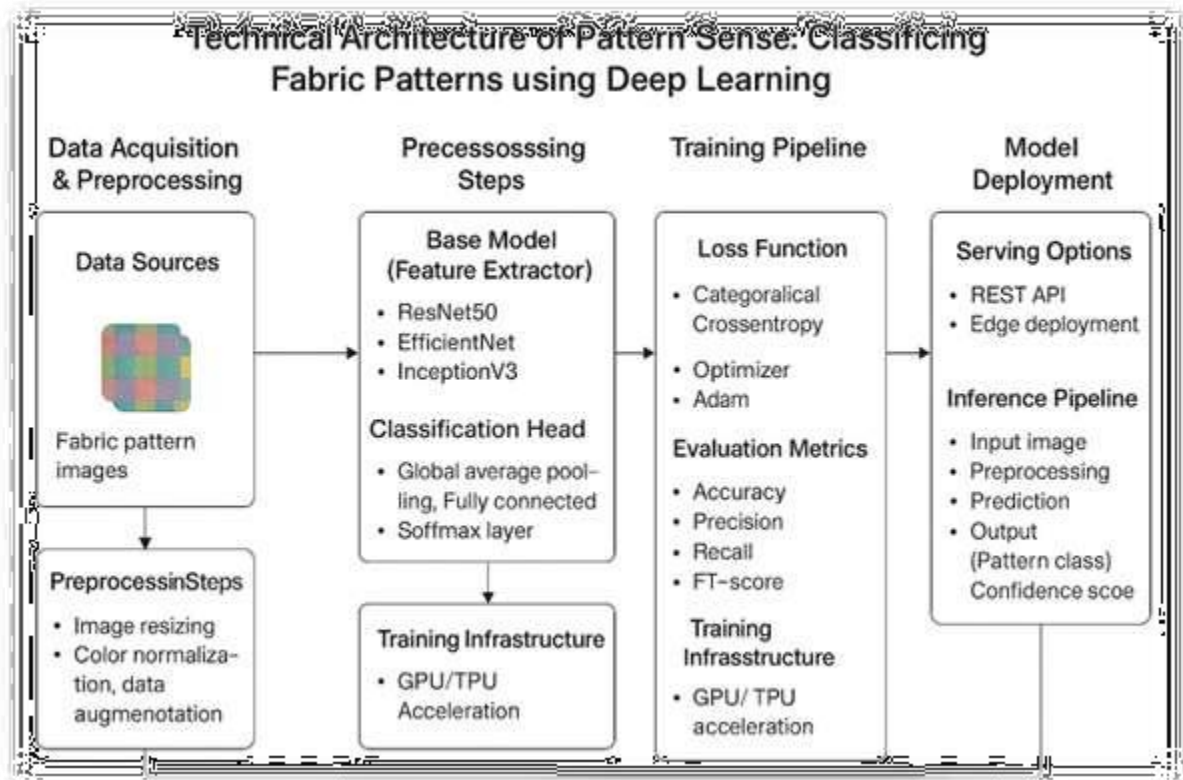 Technical Architecture of Pattern Sense: Classificing
Fabric Patterns using Deep Learning
Data Acquisition
& Preprocessing
Data Sources
Fabric pattern
images
PreprocessinSteps
• Image resizing
• Color normaliza-
tion, data
augmenotation
Precessosssing
Steps
Base Model
(Feature Extractor)
• ResNet50
• EfficientNet
• InceptionV3
Classification Head
• Global average pool-
ling, Fully connected
• Soffmax layer
Training Infrastructure
• GPU/TPU
Acceleration
Training Pipeline
Loss Function
• Categoralical
Crossentropy
• Optimizer
• Adam
Evaluation Metrics
• Accuracy
• Precision
• Recall
• FT-score
Training
Infrasstructure
• GPU/ TPU
acceleration
Model
Deployment
Serving Options
• REST API
• Edge deployment
Inference Pipeline
• Input image
• Preprocessing
• Prediction
• Output
(Pattern class)
Confidence scoe